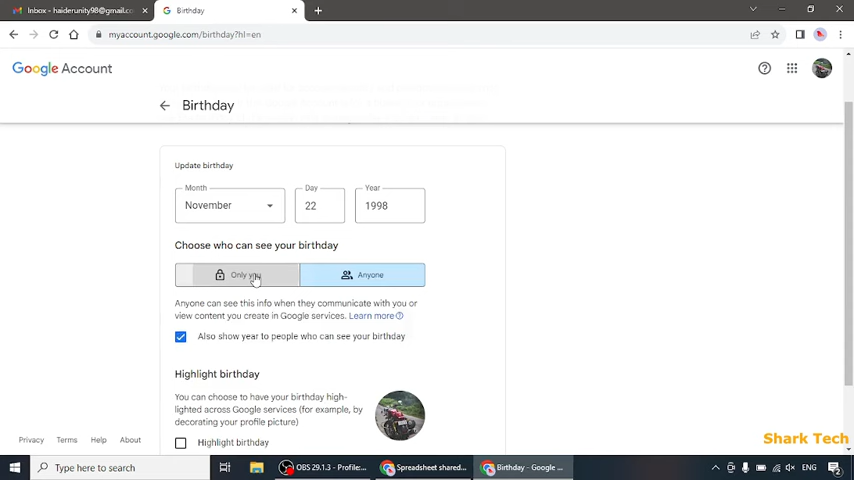 Inbox - haiderunity98@gmail.co
Birthday
myaccount.google.com/birthday?hl=en
Google Account
Birthday
Update birthday
Month
November
Day
22
Year
1998
Choose who can see your birthday
Only you
Anyone
Anyone can see this info when they communicate with you or
view content you create in Google services. Learn more
Also show year to people who can see your birthday
Highlight birthday
You can choose to have your birthday high-
lighted across Google services (for example, by
decorating your profile picture)
Highlight birthday
Privacy Terms Help About
Shark Tech
Type here to search
OBS 29.1.3 - Profile:...
Spreadsheet shared...
Birthday - Google ...
ENG
2